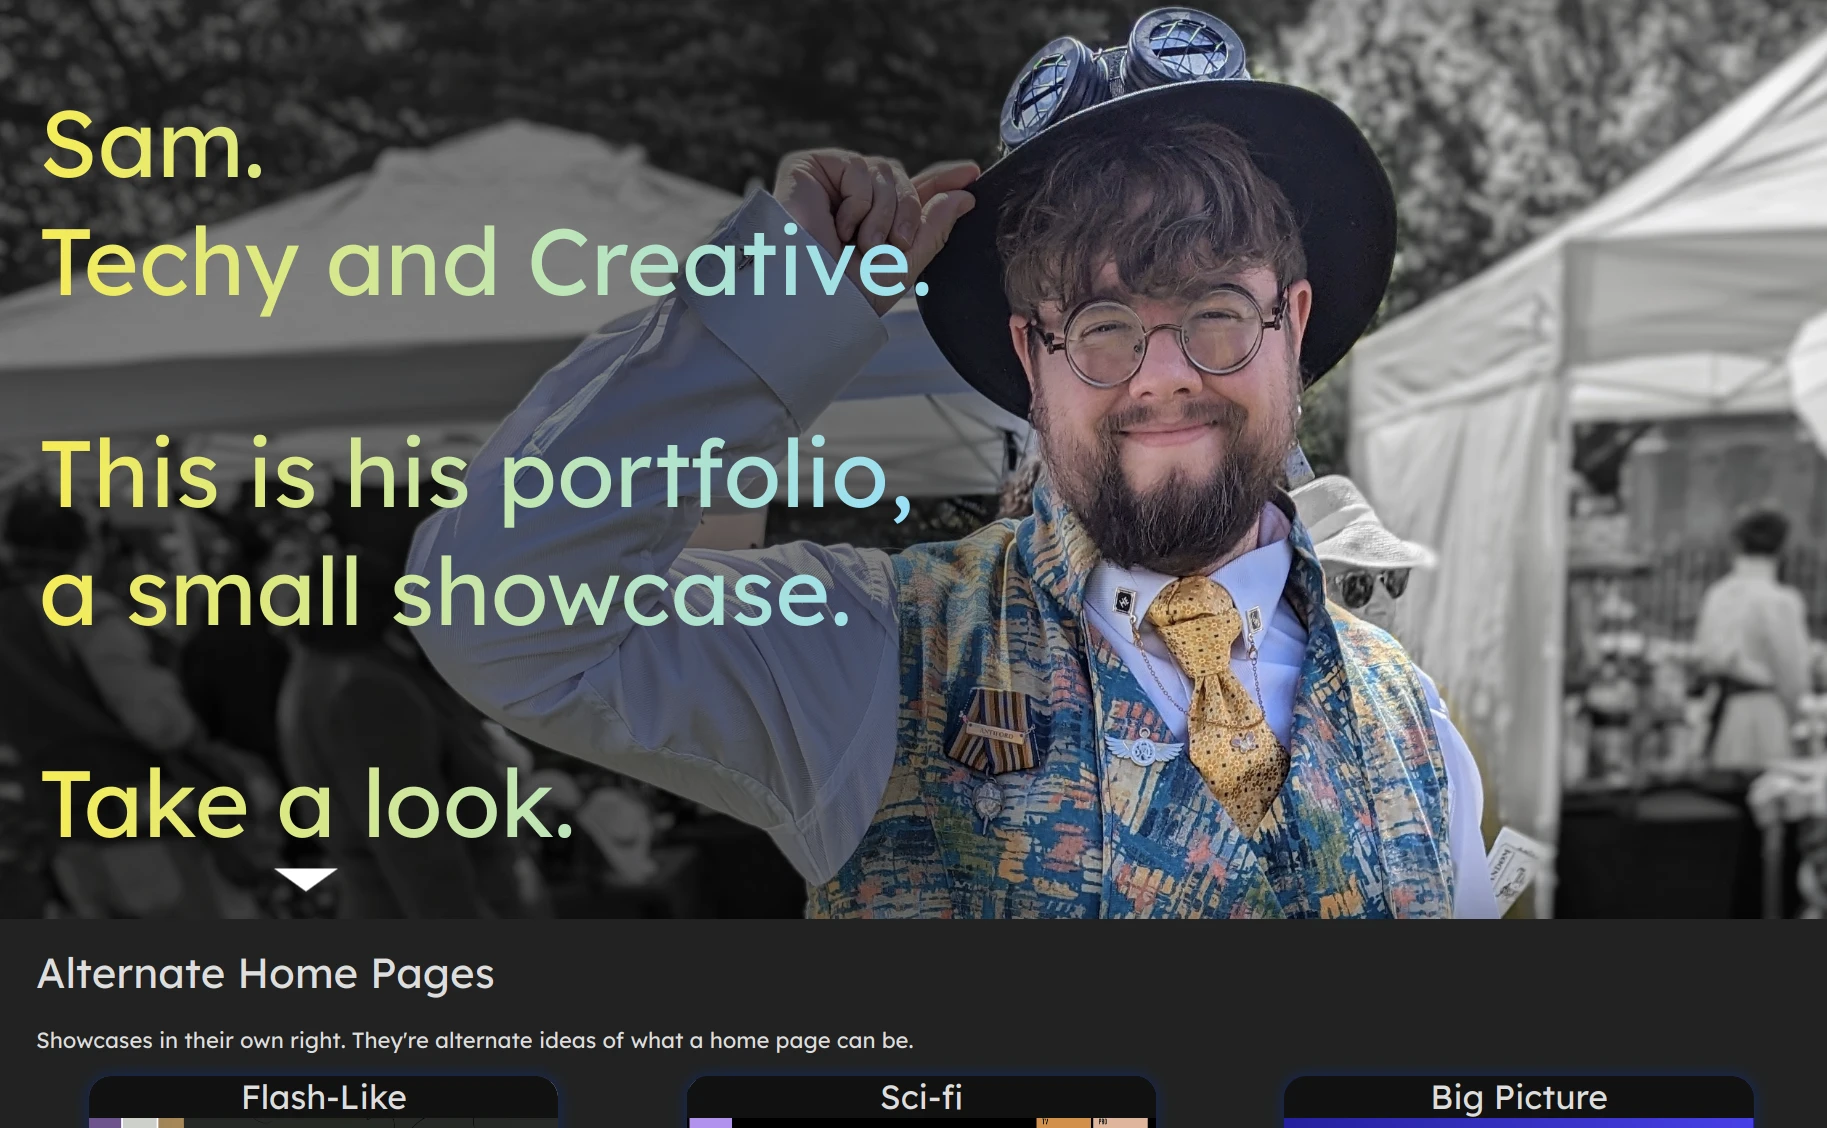 Sam.
Techy and Creative.
This is his portfolio,
a small showcase.
Take a look.
Alternate Home Pages
Showcases in their own right. They're alternate ideas of what a home page can be.
Flash-Like
Sci-fi
Big Picture